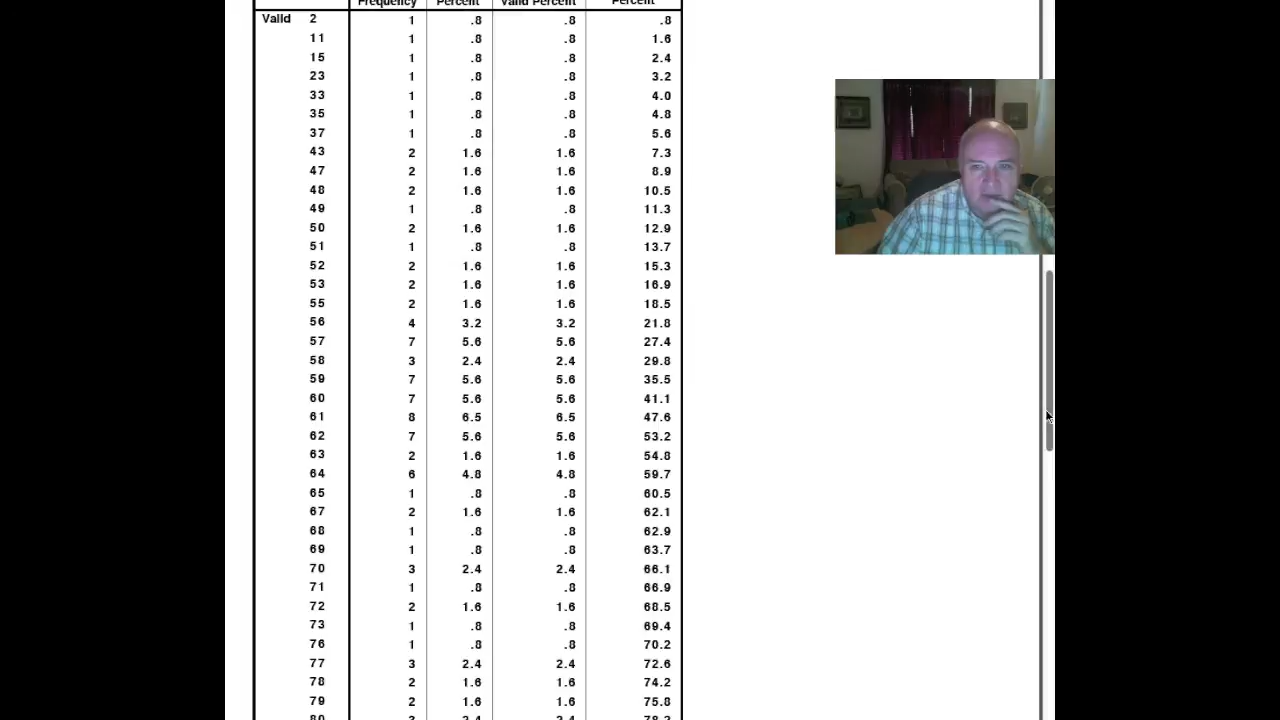 Frequency Percent Valid Percent Percent
Valid 2 1 .8 .8 .8
11 1 .8 .8 1.6
15 1 .8 .8 2.4
23 1 .8 .8 3.2
33 1 .8 .8 4.0
35 1 .8 .8 4.8
37 1 .8 .8 5.6
43 2 1.6 1.6 7.3
47 2 1.6 1.6 8.9
48 2 1.6 1.6 10.5
49 1 .8 .8 11.3
50 2 1.6 1.6 12.9
51 1 .8 .8 13.7
52 2 1.6 1.6 15.3
53 2 1.6 1.6 16.9
55 2 1.6 1.6 18.5
56 4 3.2 3.2 21.8
57 7 5.6 5.6 27.4
58 3 2.4 2.4 29.8
59 7 5.6 5.6 35.5
60 7 5.6 5.6 41.1
61 8 6.5 6.5 47.6
62 7 5.6 5.6 53.2
63 2 1.6 1.6 54.8
64 6 4.8 4.8 59.7
65 1 .8 .8 60.5
67 2 1.6 1.6 62.1
68 1 .8 .8 62.9
69 1 .8 .8 63.7
70 3 2.4 2.4 66.1
71 1 .8 .8 66.9
72 2 1.6 1.6 68.5
73 1 .8 .8 69.4
76 1 .8 .8 70.2
77 3 2.4 2.4 72.6
78 2 1.6 1.6 74.2
79 2 1.6 1.6 75.8
80 3 2.4 2.4 78.2